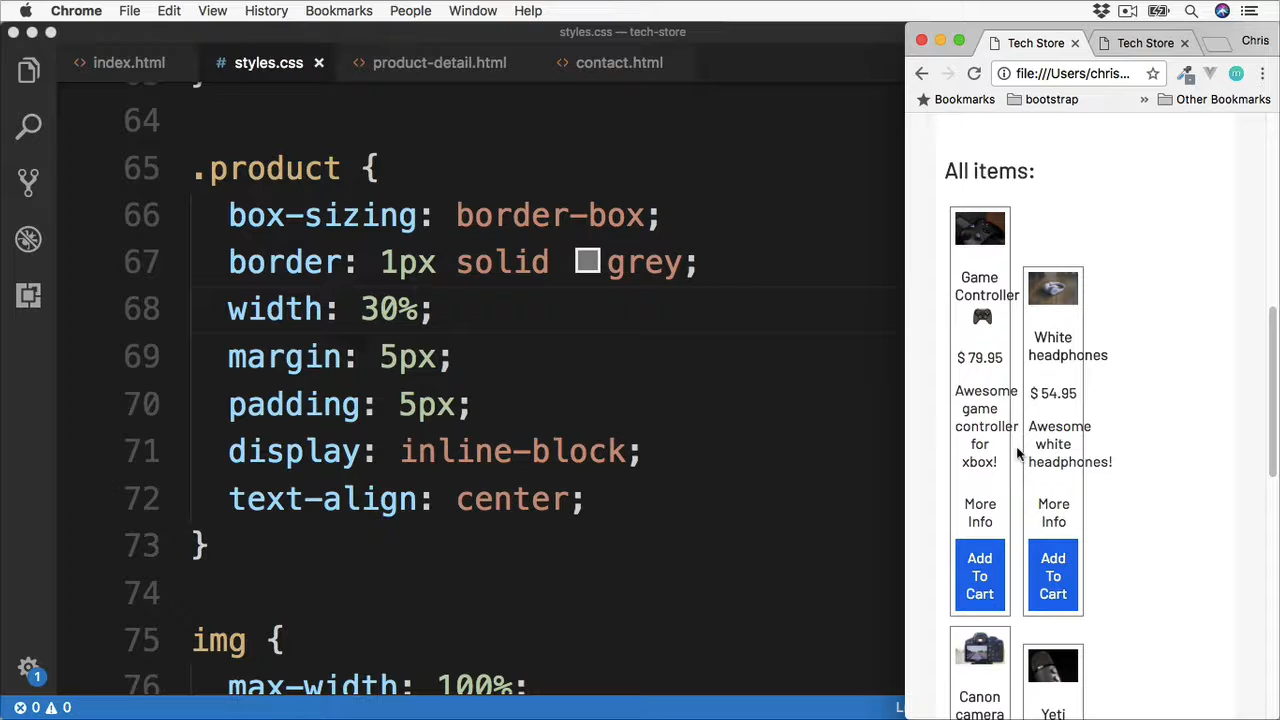 Chrome File Edit View History Bookmarks People Window Help
styles.css — tech-store
index.html
styles.css
product-detail.html
contact.html
64
65 .product {
66 box-sizing: border-box;
67 border: 1px solid grey;
68 width: 30%;
69 margin: 5px;
70 padding: 5px;
71 display: inline-block;
72 text-align: center;
73 }
74
75 img {
76 max-width: 100%;
1
0 0
Tech Store
Tech Store
Chris
file:///Users/chris...
Bookmarks
bootstrap
»
Other Bookmarks
All items:
Game
Controller
$ 79.95
Awesome
game
controller
for
xbox!
More
Info
Add
To
Cart
White
headphones
$ 54.95
Awesome
white
headphones!
More
Info
Add
To
Cart
Canon
camera
Yeti